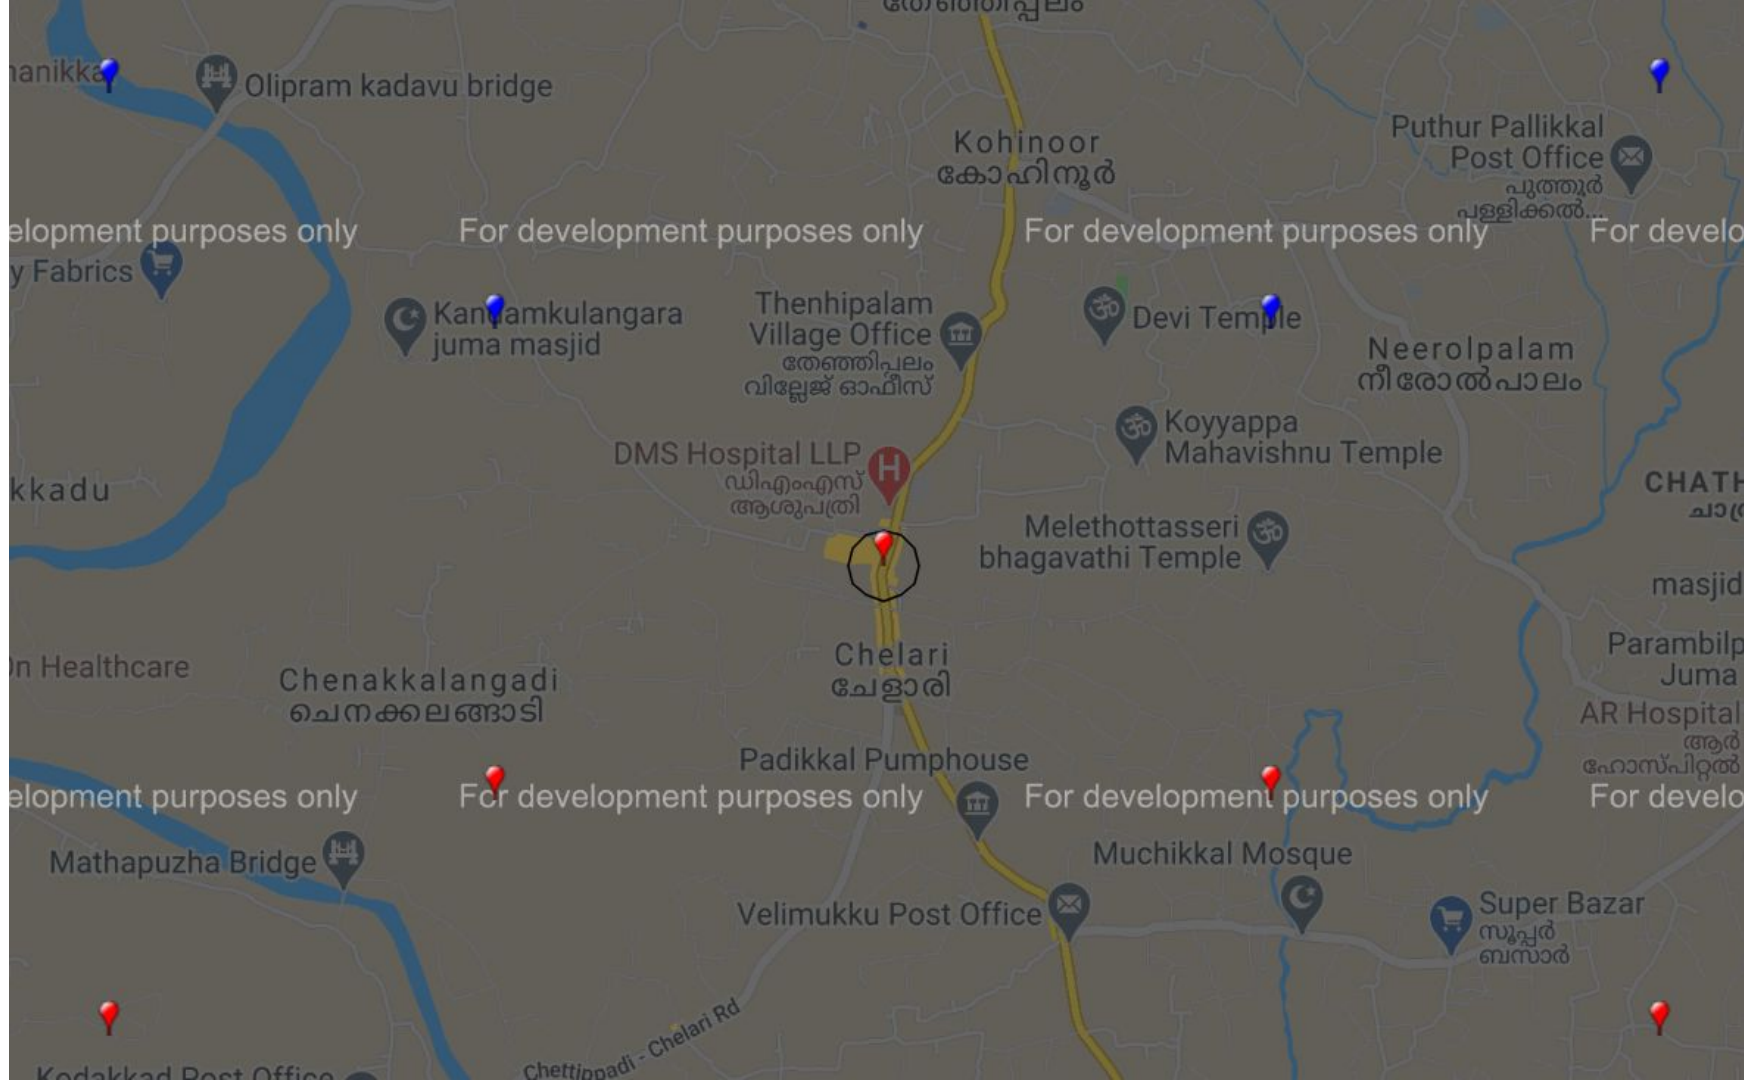 തേഞ്ഞിപ്പലം
Olipram kadavu bridge
Kohinoor
കോഹിനൂർ
Puthur Pallikkal
Post Office
പുത്തൂർ
പള്ളിക്കൽ...
elopment purposes only
For development purposes only
For development purposes only
For develo
y Fabrics
Kannamkulangara
juma masjid
Thenhipalam
Village Office
തേഞ്ഞിപ്പലം
വില്ലേജ് ഓഫീസ്
Devi Temple
Neerolpalam
നീരോൽപാലം
Koyyappa
Mahavishnu Temple
DMS Hospital LLP
ഡിഎംഎസ്
ആശുപത്രി
kkadu
CHATH
Melethottasseri
bhagavathi Temple
masjid
Parambilp
Juma
n Healthcare
Chenakkalangadi
ചെനക്കലങ്ങാടി
Chelari
ചേളാരി
AR Hospital
ആർ
ഹോസ്പിറ്റൽ
Padikkal Pumphouse
elopment purposes only
For development purposes only
For development purposes only
For develo
Mathapuzha Bridge
Muchikkal Mosque
Velimukku Post Office
Super Bazar
സൂപ്പർ
ബസാർ
Chettippadi - Chelari Rd
Kodakkad Post Office